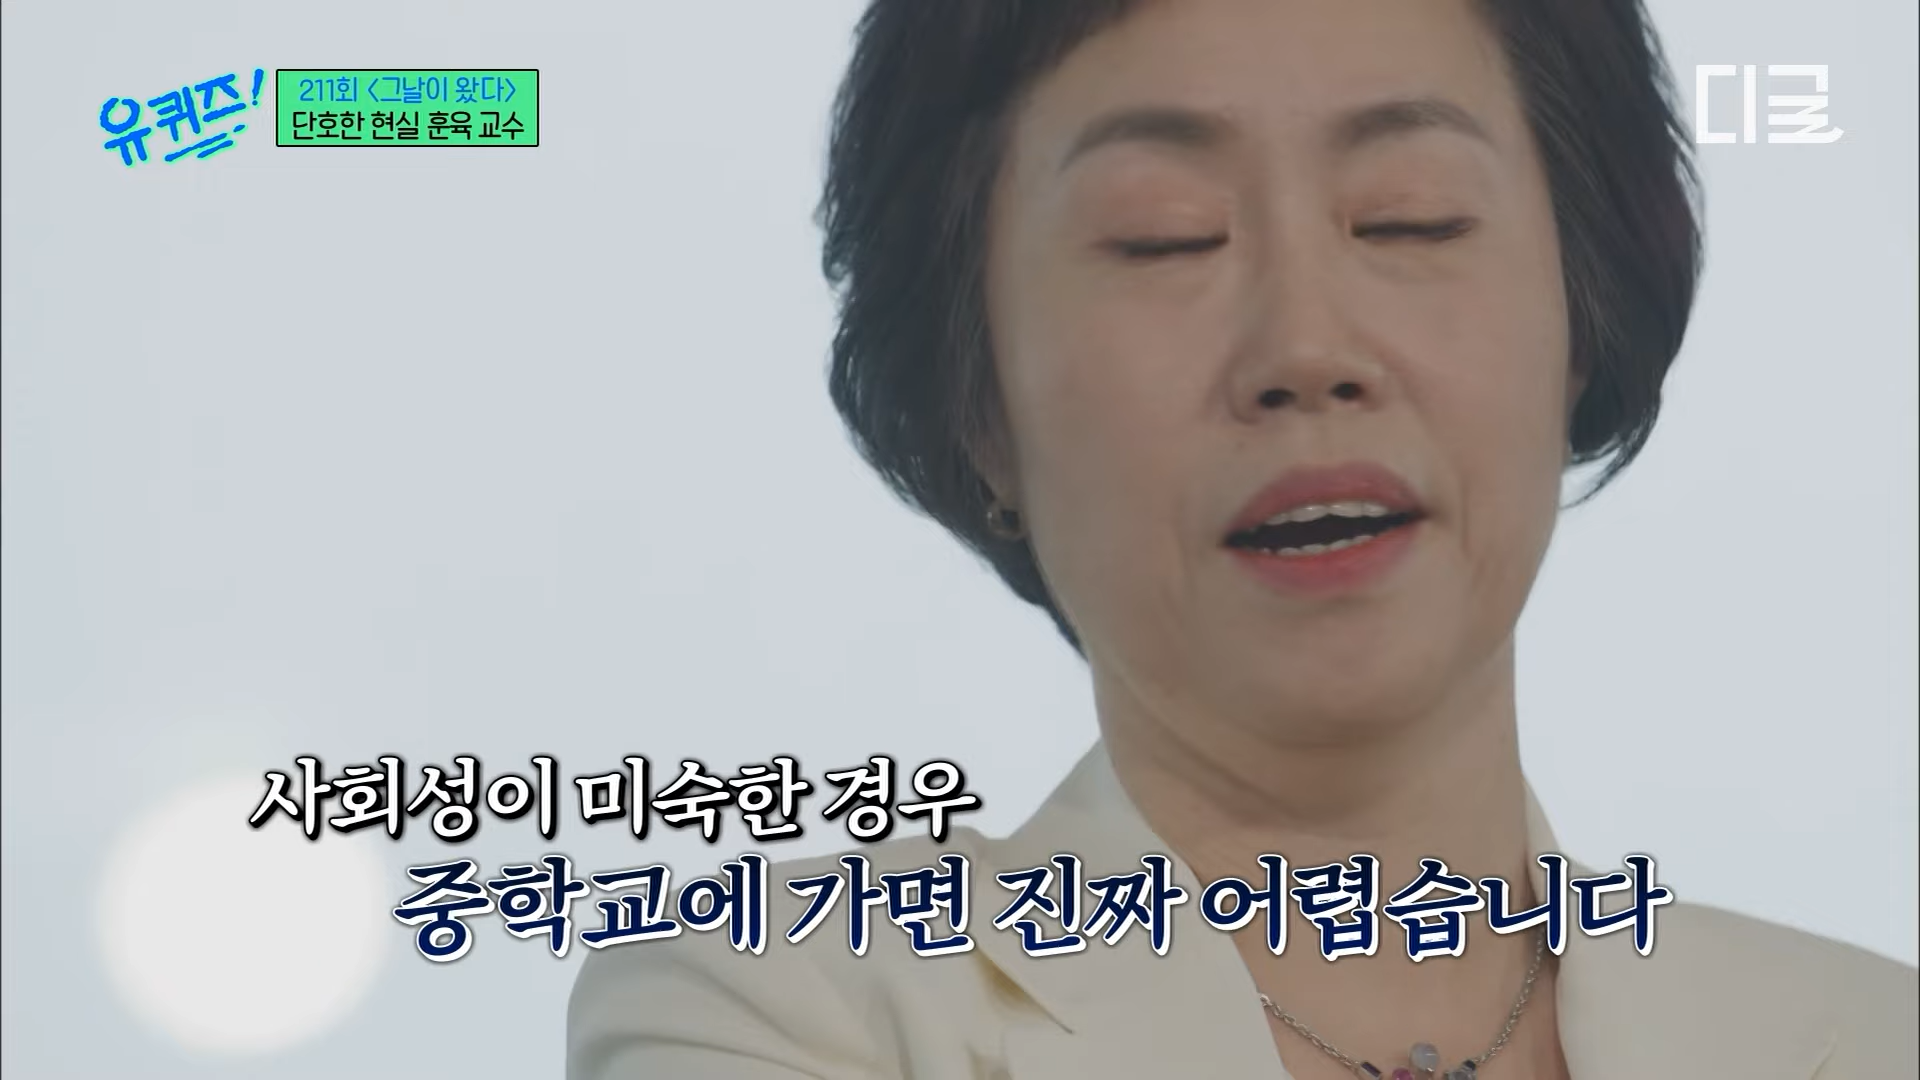 유퀴즈!
211회 〈그날이 왔다〉
단호한 현실 훈육 교수
디글
사회성이 미숙한 경우
중학교에 가면 진짜 어렵습니다